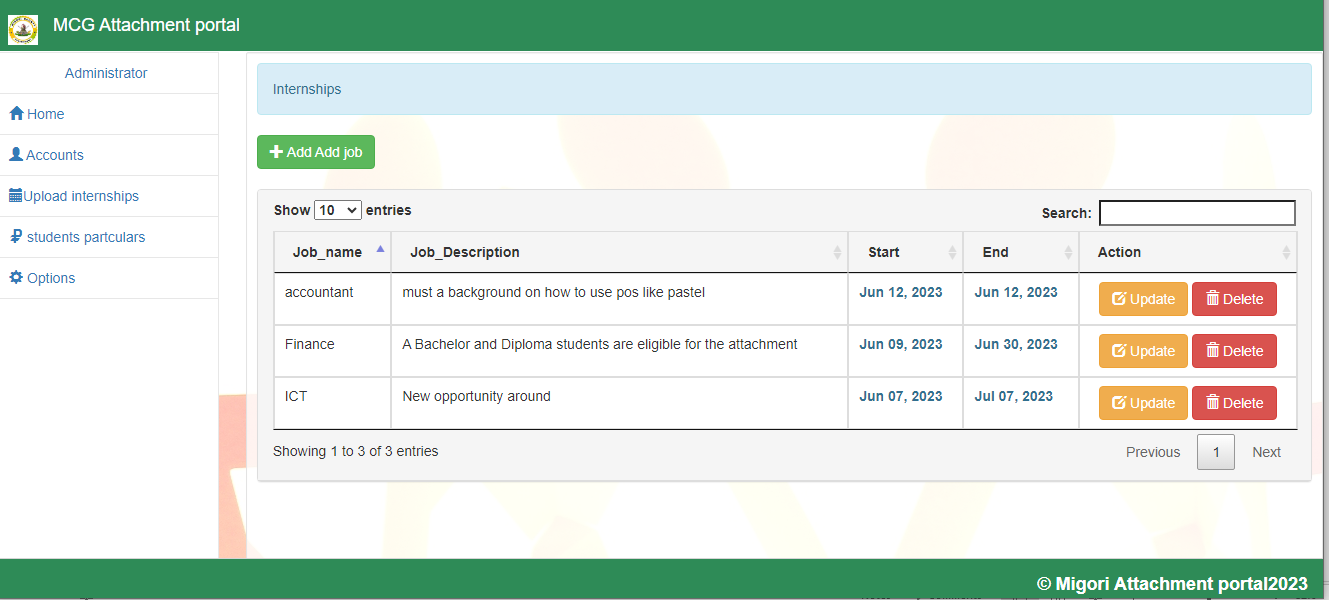 MCG Attachment portal
Administrator
Home
Accounts
Upload internships
students partculars
Options
Internships
Add Add job
Show 10 entries
Search:
Job_name Job_Description Start End Action
accountant must a background on how to use pos like pastel Jun 12, 2023 Jun 12, 2023 Update Delete
Finance A Bachelor and Diploma students are eligible for the attachment Jun 09, 2023 Jun 30, 2023 Update Delete
ICT New opportunity around Jun 07, 2023 Jul 07, 2023 Update Delete
Showing 1 to 3 of 3 entries
Previous 1 Next
© Migori Attachment portal2023